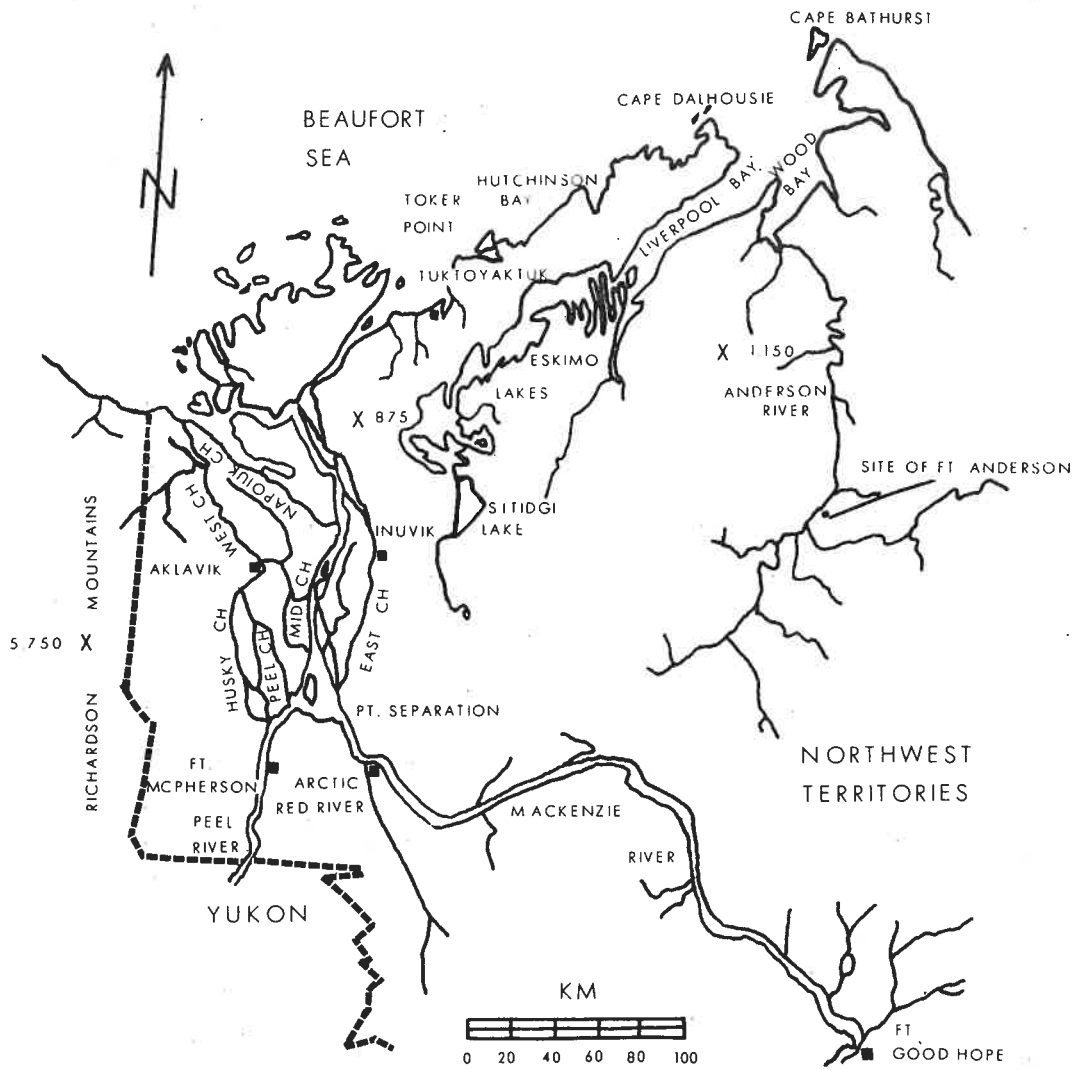 CAPE BATHURST
CAPE DALHOUSIE
BEAUFORT
SEA
N
HUTCHINSON
BAY
TOKER
POINT
LIVERPOOL BAY.
WOOD
BAY
TUKTOYAKTUK
ESKIMO
LAKES
X 1,150
ANDERSON
RIVER
X 875
SITE OF FT. ANDERSON
NAPOIUK CH
WEST CH
SITIDGI
LAKE
INUVIK
AKLAVIK
MID CH
EAST CH
HUSKY CH
PEEL CH
5,750 X
RICHARDSON MOUNTAINS
PT. SEPARATION
FT.
MCPHERSON
ARCTIC
RED RIVER
PEEL
RIVER
MACKENZIE
RIVER
NORTHWEST
TERRITORIES
YUKON
KM
0 20 40 60 80 100
FT
GOOD HOPE